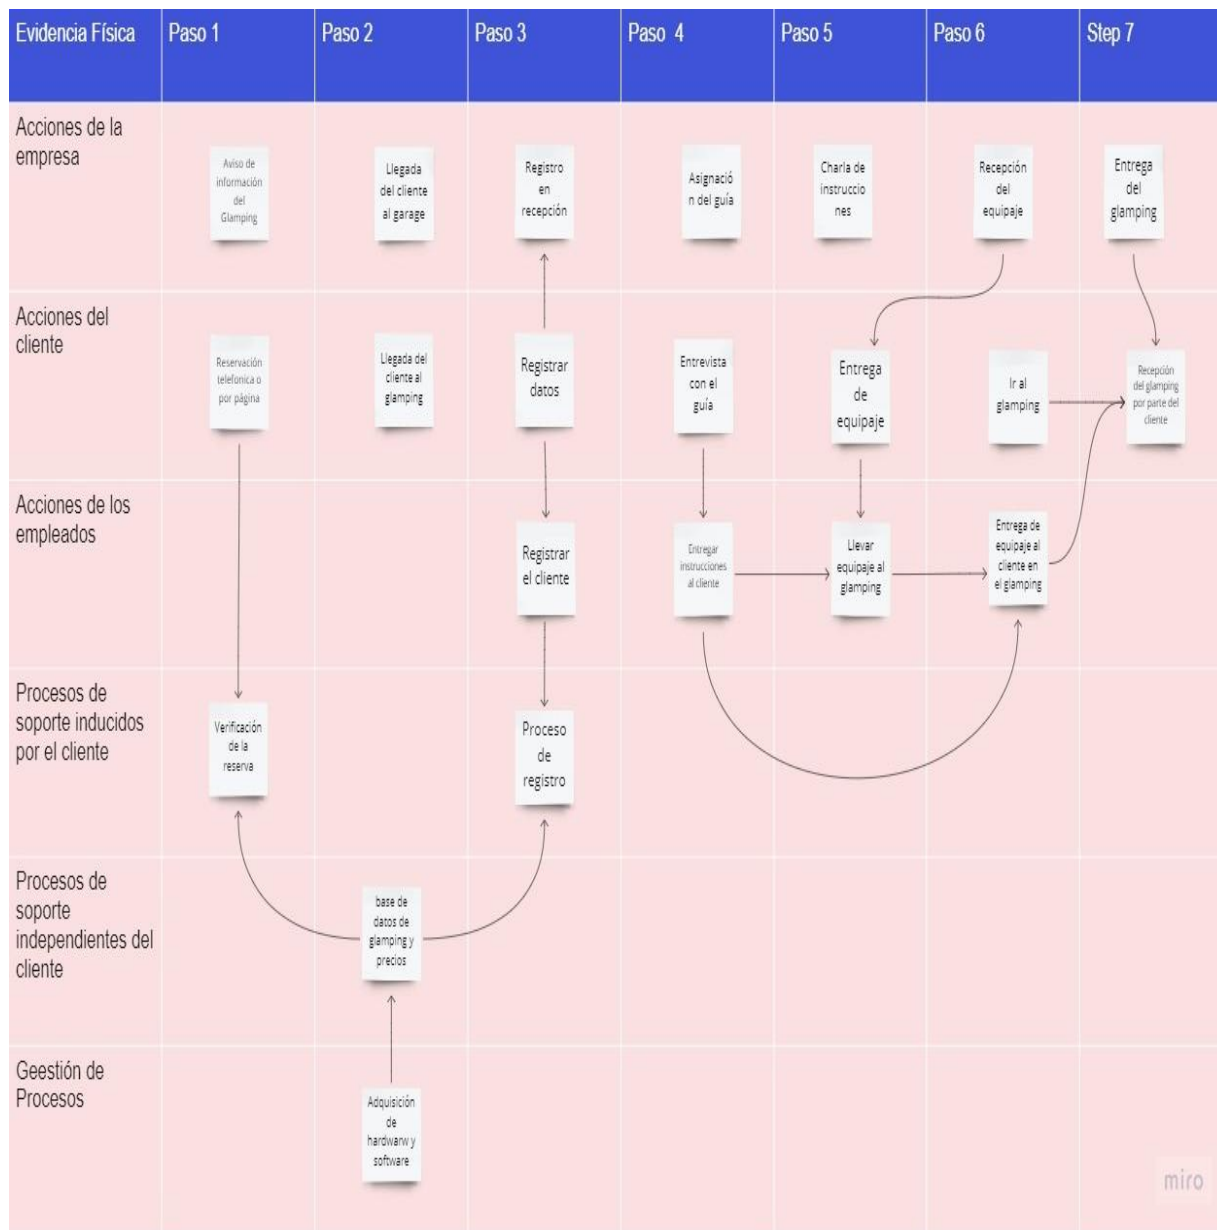 Evidencia Física
Paso 1
Paso 2
Paso 3
Paso 4
Paso 5
Paso 6
Step 7
Acciones de la
empresa
Aviso de
información
del
Glamping
Llegada
del cliente
al garage
Registro
en
recepción
Asignació
n del guía
Charla de
instruccio
nes
Recepción
del
equipaje
Entrega
del
glamping
Acciones del
cliente
Reservación
telefonica o
por página
Llegada del
cliente al
glamping
Registrar
datos
Entrevista
con el
guía
Entrega
de
equipaje
Ir al
glamping
Recepción
del glamping
por parte del
cliente
Acciones de los
empleados
Registrar
el cliente
Entregar
instrucciones
al cliente
Llevar
equipaje al
glamping
Entrega de
equipaje al
cliente en
el glamping
Procesos de
soporte inducidos
por el cliente
Verificación
de la
reserva
Proceso
de
registro
Procesos de
soporte
independientes del
cliente
base de
datos de
glamping y
precios
Geestión de
Procesos
Adquisición
de
hardwarw y
software
miro